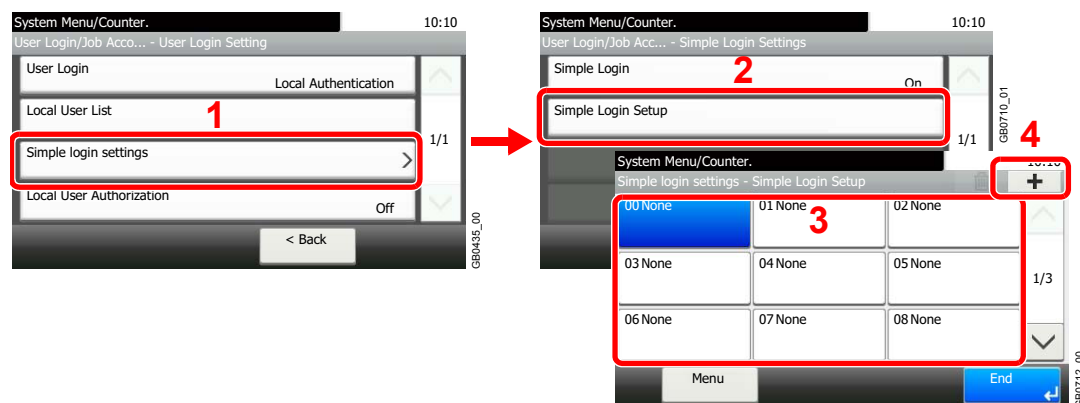 System Menu/Counter. 10:10
User Login/Job Acco... - User Login Setting
User Login
Local Authentication
Local User List
1
1/1
Simple login settings
Local User Authorization
Off
< Back
GB0435_00
System Menu/Counter. 10:10
User Login/Job Acc... - Simple Login Settings
Simple Login
2
On
Simple Login Setup
1/1
GB0710_01
4
System Menu/Counter. 10:10
Simple login settings - Simple Login Setup
+
00 None 01 None 02 None
3
03 None 04 None 05 None
1/3
06 None 07 None 08 None
Menu End
GB0712_00